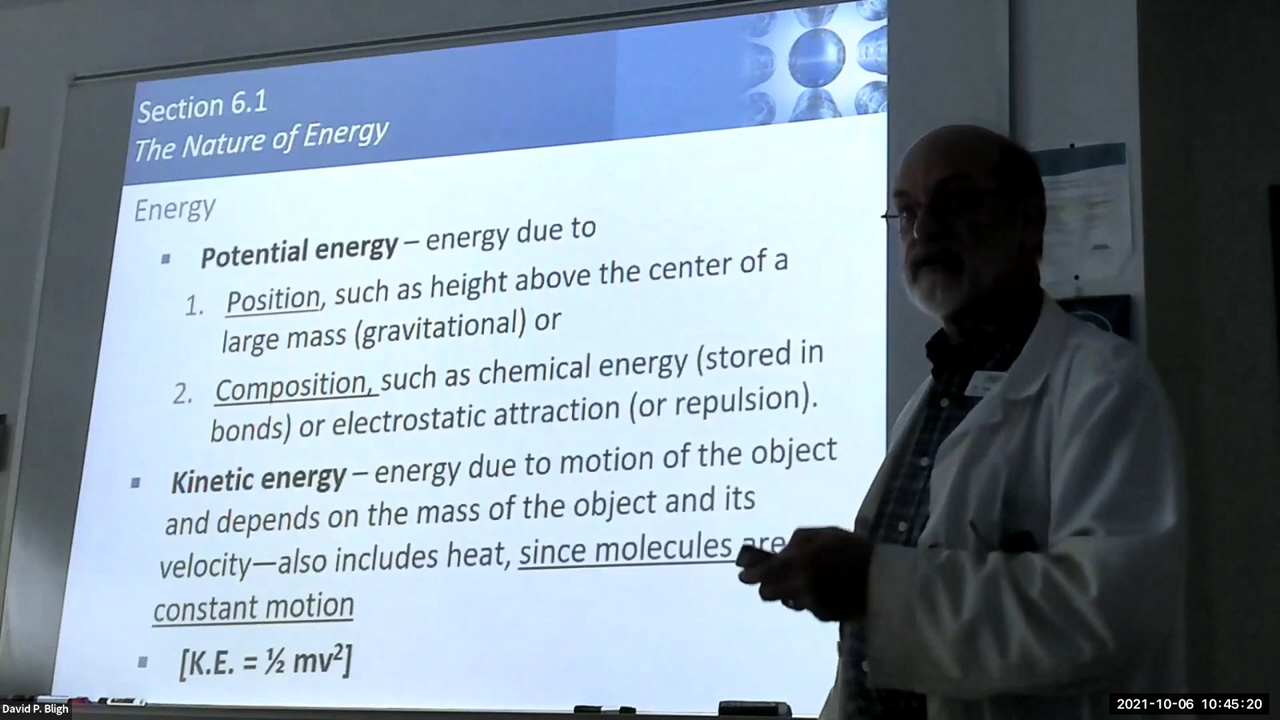 Section 6.1
The Nature of Energy
Energy
▪ Potential energy – energy due to
1. Position, such as height above the center of a
large mass (gravitational) or
2. Composition, such as chemical energy (stored in
bonds) or electrostatic attraction (or repulsion).
▪ Kinetic energy – energy due to motion of the object
and depends on the mass of the object and its
velocity—also includes heat, since molecules are
constant motion
▪ [K.E. = ½ mv²]
David P. Bligh
2021-10-06 10:45:20